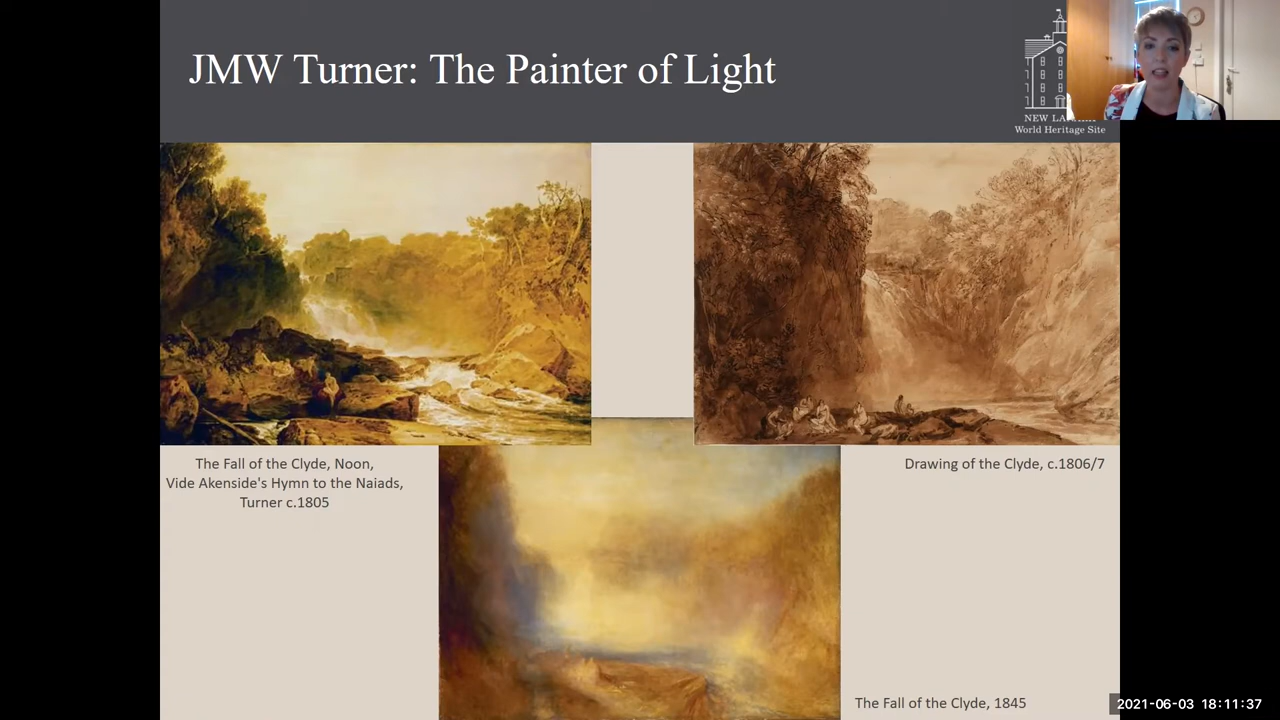 JMW Turner: The Painter of Light
NEW
World Heritage Site
The Fall of the Clyde, Noon,
Vide Akenside's Hymn to the Naiads,
Turner c.1805
Drawing of the Clyde, c.1806/7
The Fall of the Clyde, 1845
2021-06-03 18:11:37